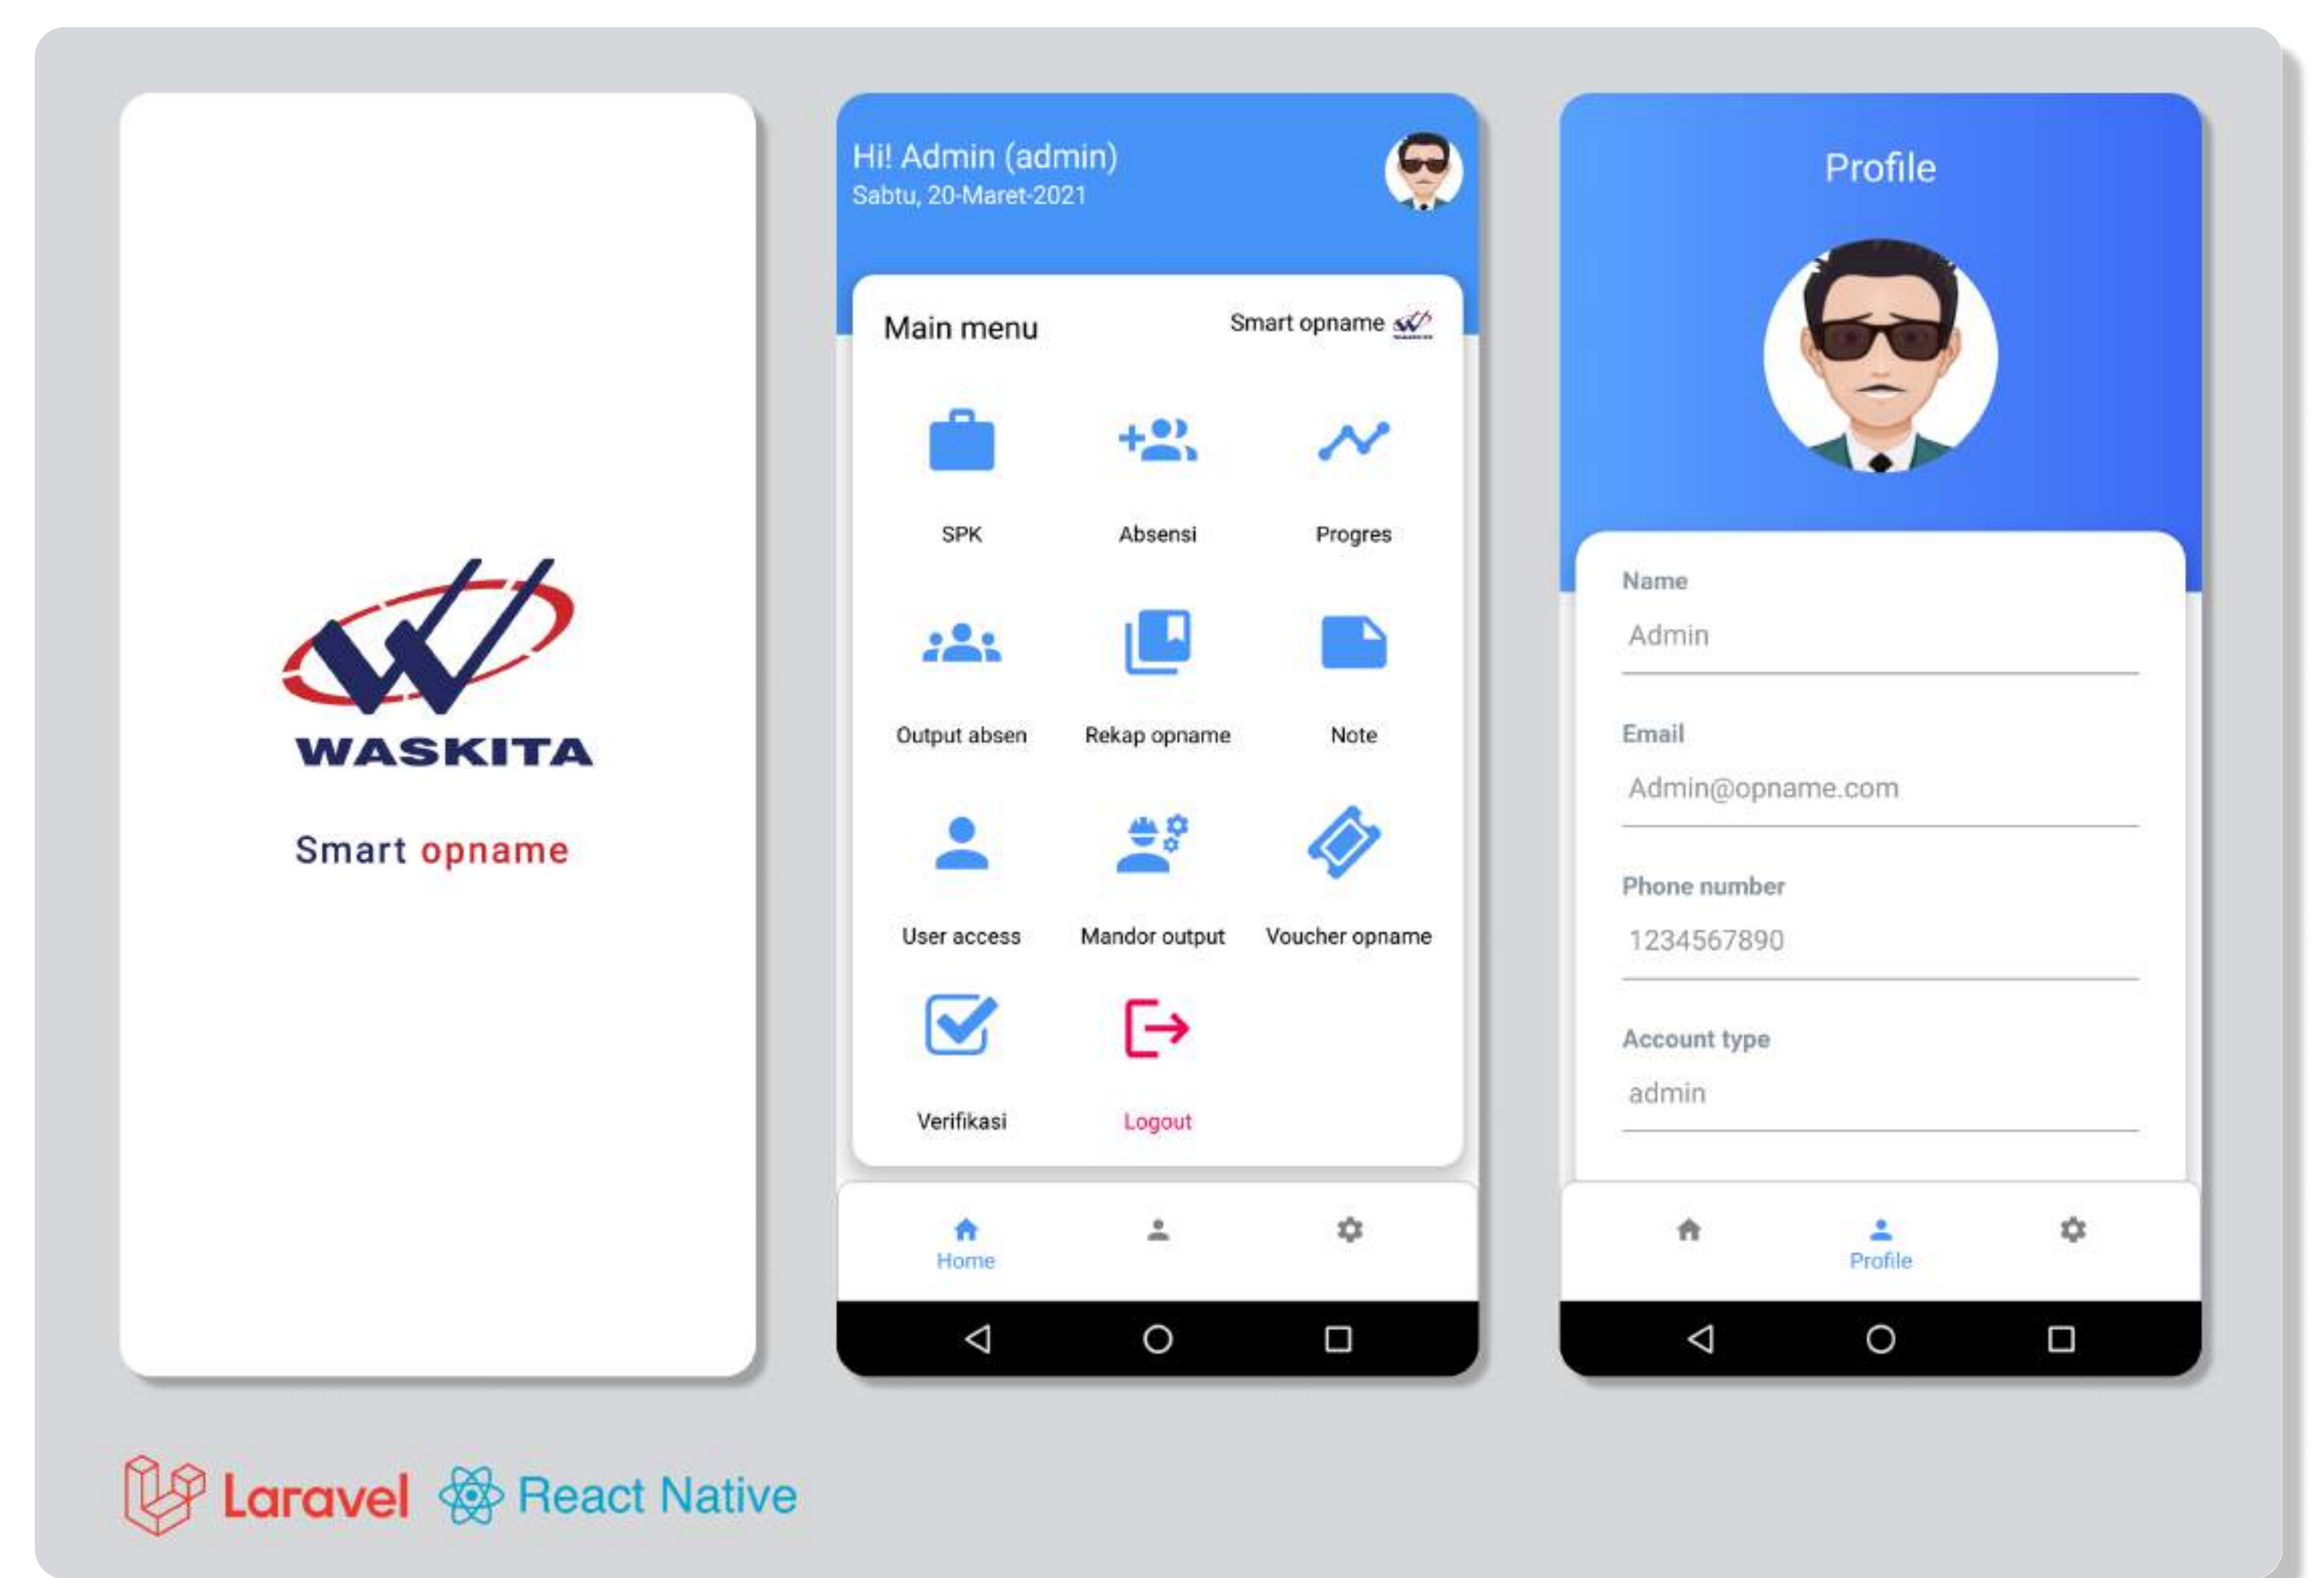 WASKITA
Smart opname
Hi! Admin (admin)
Sabtu, 20-Maret-2021
Main menu
Smart opname
SPK
Absensi
Progres
Output absen
Rekap opname
Note
User access
Mandor output
Voucher opname
Verifikasi
Logout
Home
Profile
Name
Admin
Email
Admin@opname.com
Phone number
1234567890
Account type
admin
Profile
Laravel
React Native